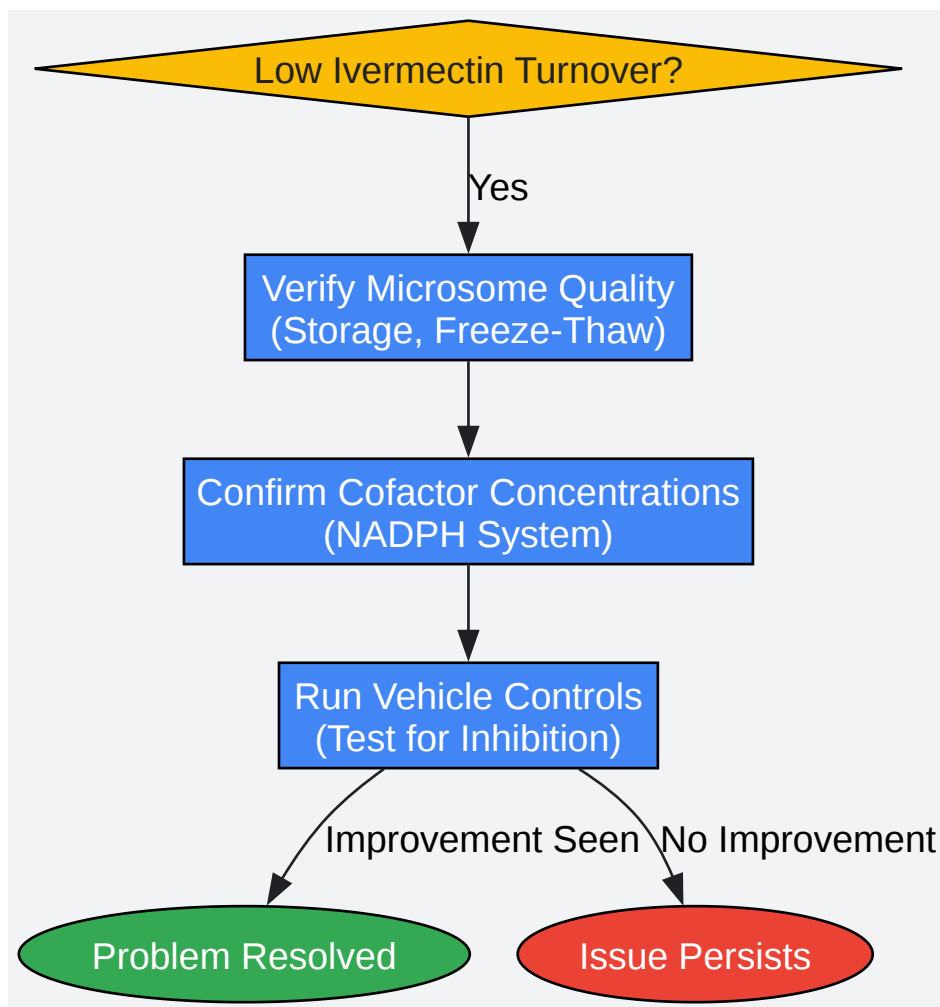 Low Ivermectin Turnover?
Yes
Verify Microsome Quality
(Storage, Freeze-Thaw)
Confirm Cofactor Concentrations
(NADPH System)
Run Vehicle Controls
(Test for Inhibition)
Improvement Seen
No Improvement
Problem Resolved
Issue Persists